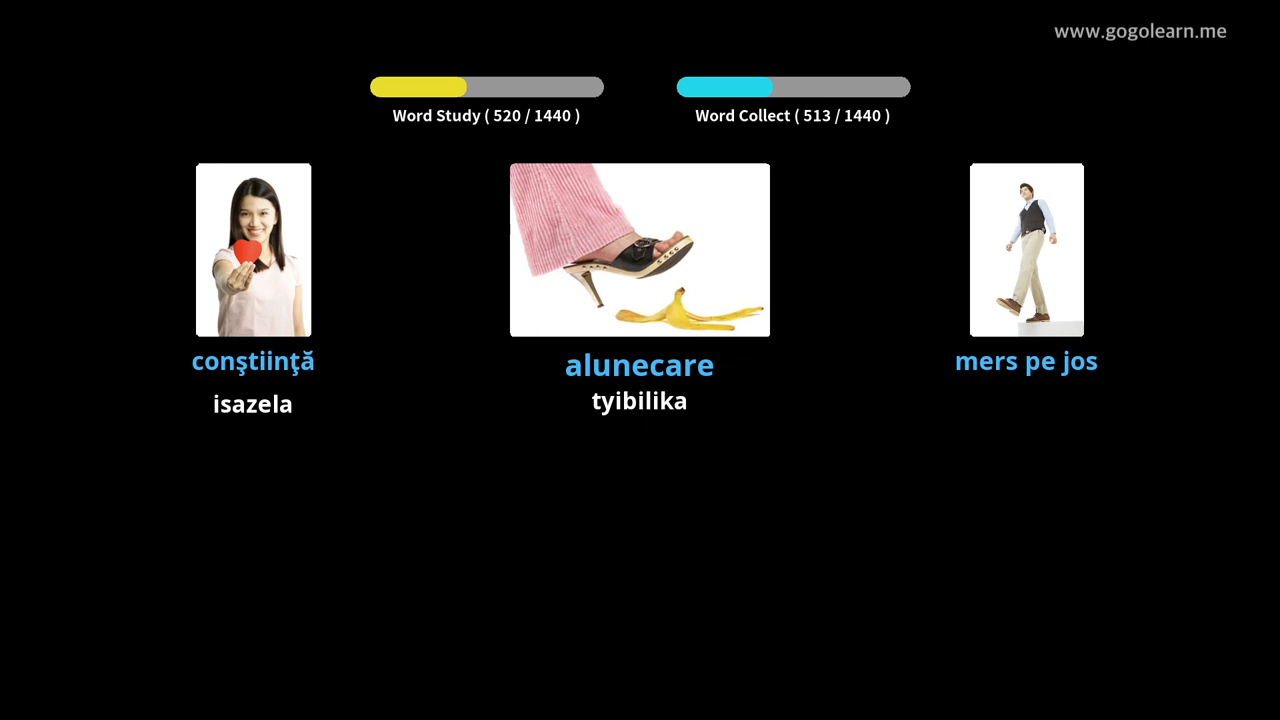 www.gogolearn.me
Word Study ( 520 / 1440 )
Word Collect ( 513 / 1440 )
conştiinţă
isazela
alunecare
tyibilika
mers pe jos